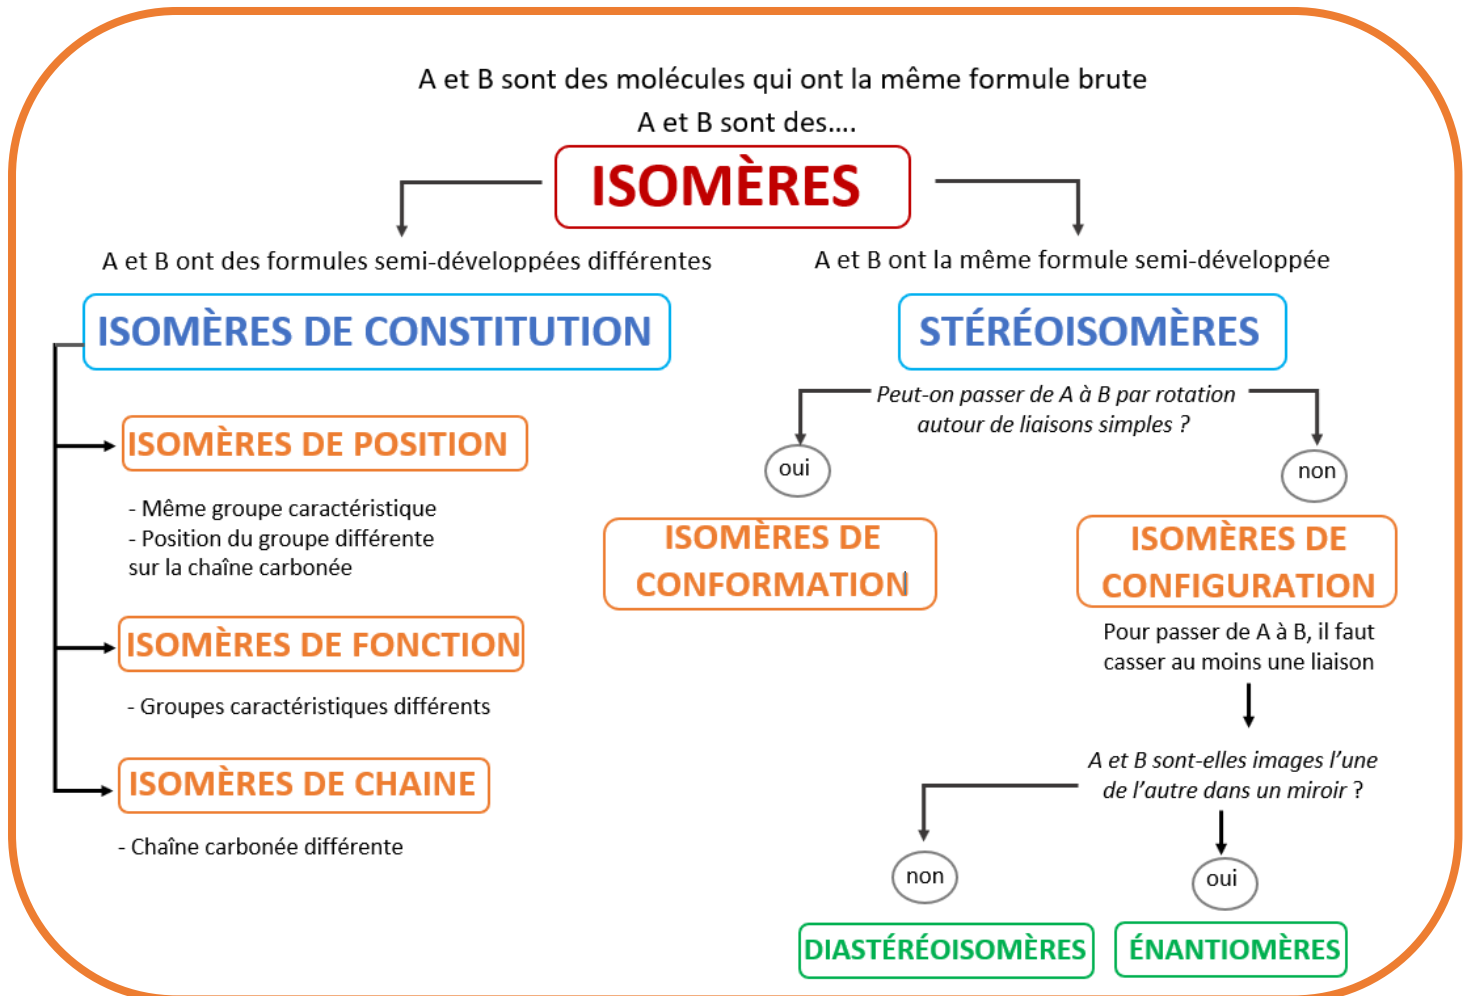 A et B sont des molécules qui ont la même formule brute
A et B sont des....
ISOMÈRES
A et B ont des formules semi-développées différentes
ISOMÈRES DE CONSTITUTION
ISOMÈRES DE POSITION
- Même groupe caractéristique
- Position du groupe différente
sur la chaîne carbonée
ISOMÈRES DE FONCTION
- Groupes caractéristiques différents
ISOMÈRES DE CHAINE
- Chaîne carbonée différente
A et B ont la même formule semi-développée
STÉRÉOISOMÈRES
Peut-on passer de A à B par rotation
autour de liaisons simples ?
oui
ISOMÈRES DE
CONFORMATION
non
ISOMÈRES DE
CONFIGURATION
Pour passer de A à B, il faut
casser au moins une liaison
A et B sont-elles images l’une
de l’autre dans un miroir ?
non
DIASTÉRÉOISOMÈRES
oui
ÉNANTIOMÈRES